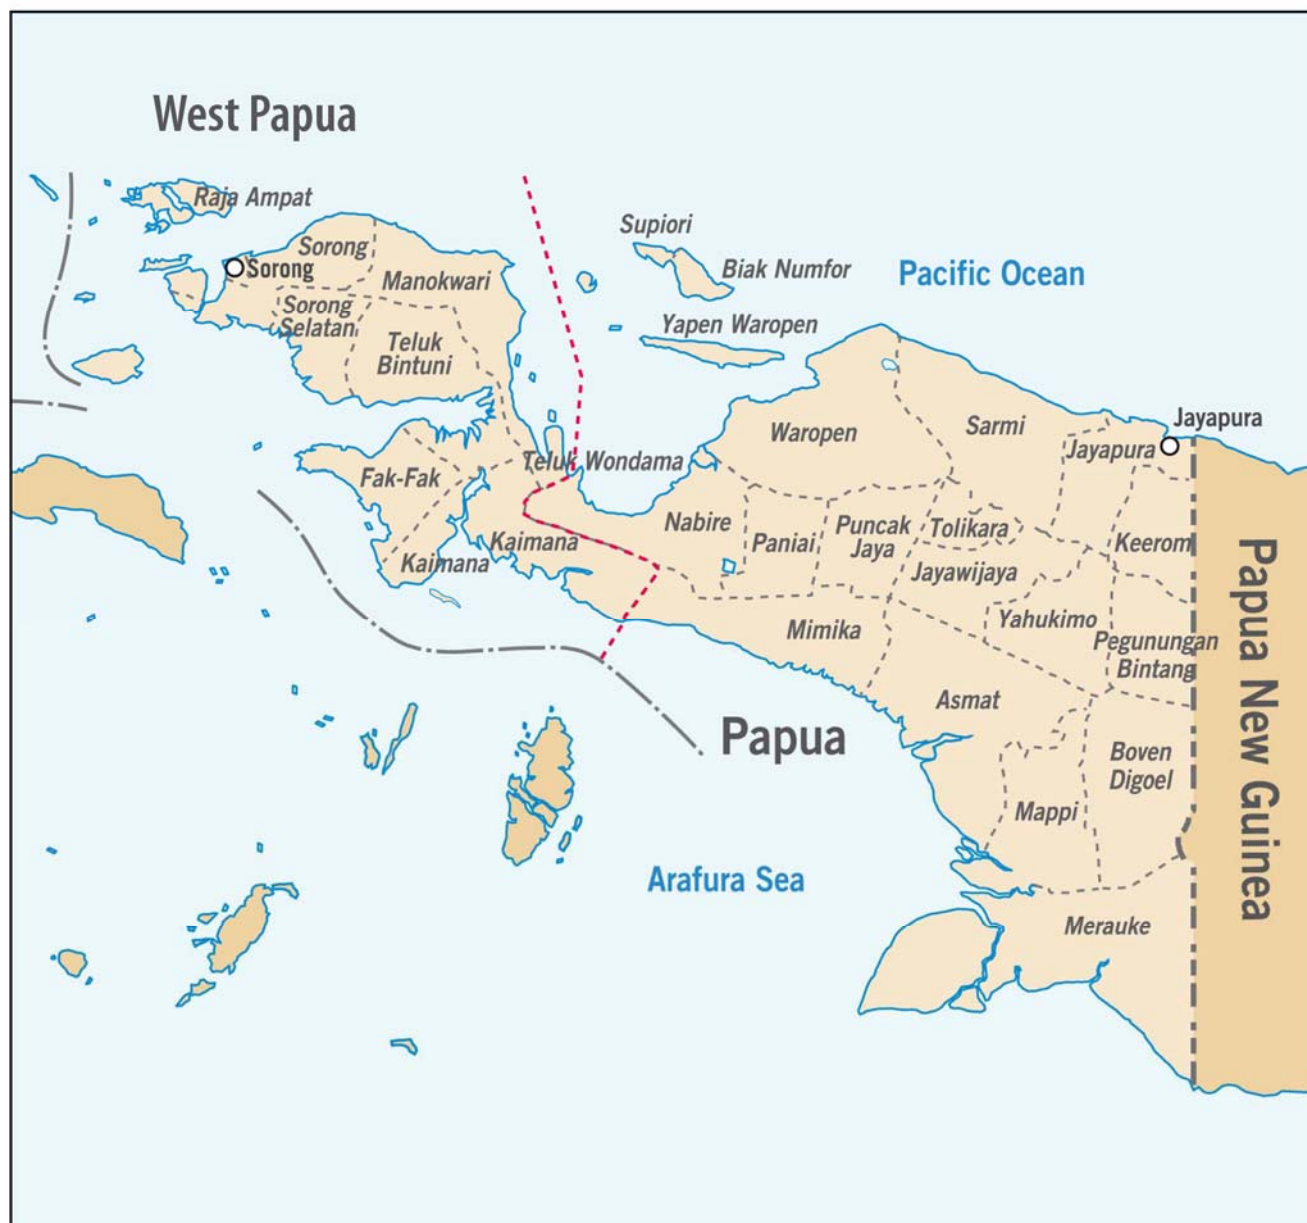 West Papua
Raja Ampat
Supiori
Sorong
Sorong
Manokwari
Biak Numfor
Pacific Ocean
Sorong
Selatan
Teluk
Bintuni
Yapen Waropen
Jayapura
Waropen
Sarmi
Jayapura
Fak-Fak
Teluk Wondama
Kaimana
Kaimana
Nabire
Paniai
Puncak
Jaya
Tolikara
Keerom
Jayawijaya
Mimika
Yahukimo
Pegunungan
Bintang
Papua New Guinea
Asmat
Papua
Boven
Digoel
Mappi
Arafura Sea
Merauke